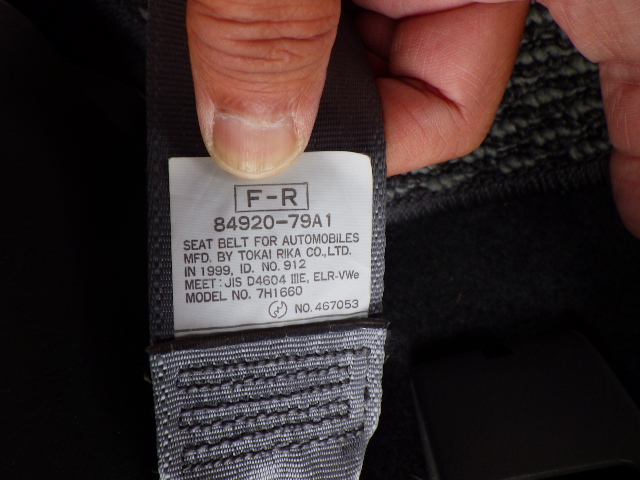 F-R
84920-79A1
SEAT BELT FOR AUTOMOBILES
MFD. BY TOKAI RIKA CO.,LTD.
IN 1999, ID. NO. 912
MEET: JIS D4604 IIIE, ELR-VWe
MODEL NO. 7H1660
NO. 467053